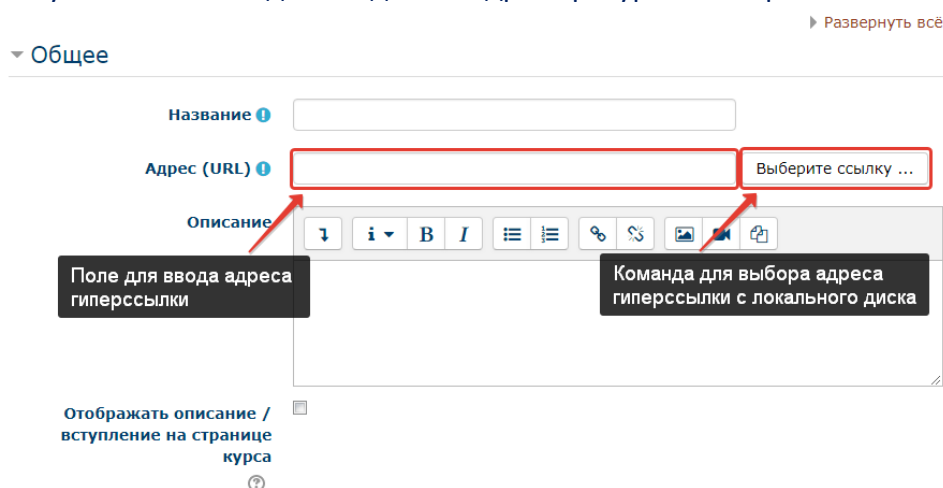 Развернуть всё
Общее
Название
Адрес (URL)
Выберите ссылку ...
Описание
i B I
Поле для ввода адреса
гиперссылки
Команда для выбора адреса
гиперссылки с локального диска
Отображать описание /
вступление на странице
курса